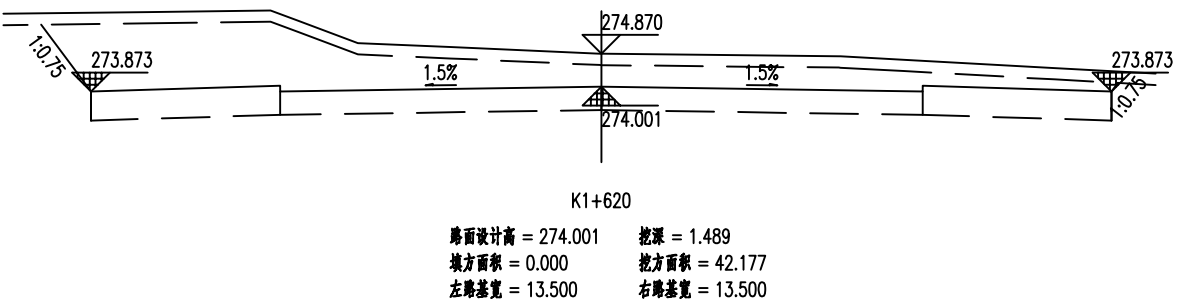 274.870
1:0.75
273.873
1.5%
1.5%
273.873
1:0.75
274.001
K1+620
路面设计高 = 274.001 挖深 = 1.489
填方面积 = 0.000 挖方面积 = 42.177
左路基宽 = 13.500 右路基宽 = 13.500